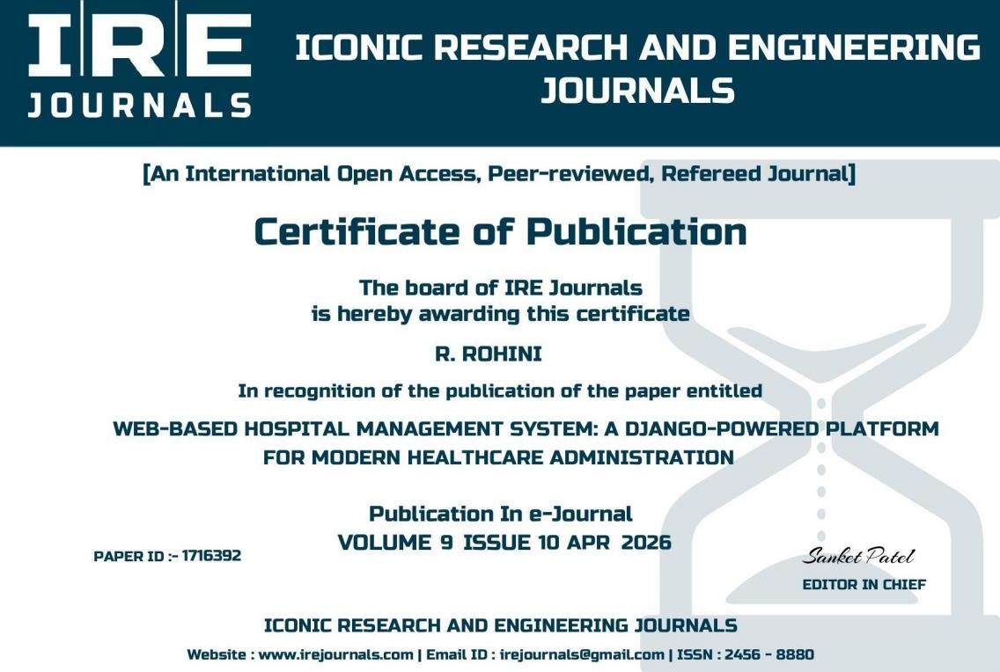 IRE
JOURNALS
ICONIC RESEARCH AND ENGINEERING
JOURNALS
[An International Open Access, Peer-reviewed, Refereed Journal]
Certificate of Publication
The board of IRE Journals
is hereby awarding this certificate
R. ROHINI
In recognition of the publication of the paper entitled
WEB-BASED HOSPITAL MANAGEMENT SYSTEM: A DJANGO-POWERED PLATFORM
FOR MODERN HEALTHCARE ADMINISTRATION
Publication In e-Journal
VOLUME 9 ISSUE 10 APR 2026
PAPER ID :- 1716392
Sanket Patel
EDITOR IN CHIEF
ICONIC RESEARCH AND ENGINEERING JOURNALS
Website : www.irejournals.com | Email ID : irejournals@gmail.com | ISSN : 2456 - 8880